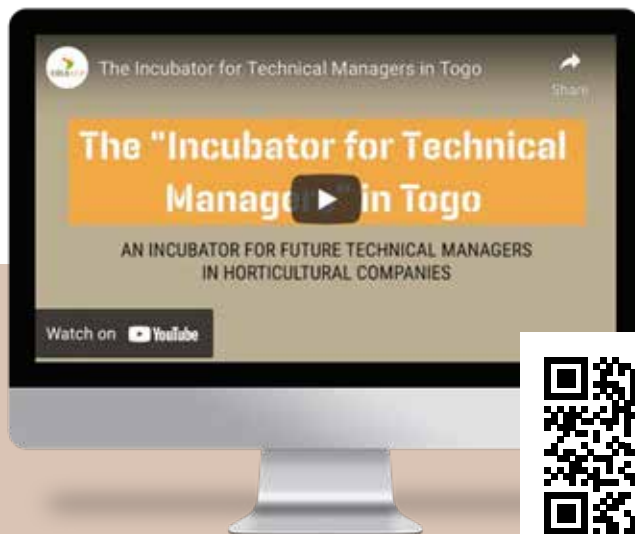 The Incubator for Technical Managers in Togo
Share
The "Incubator for Technical
Managers" in Togo
AN INCUBATOR FOR FUTURE TECHNICAL MANAGERS
IN HORTICULTURAL COMPANIES
Watch on YouTube